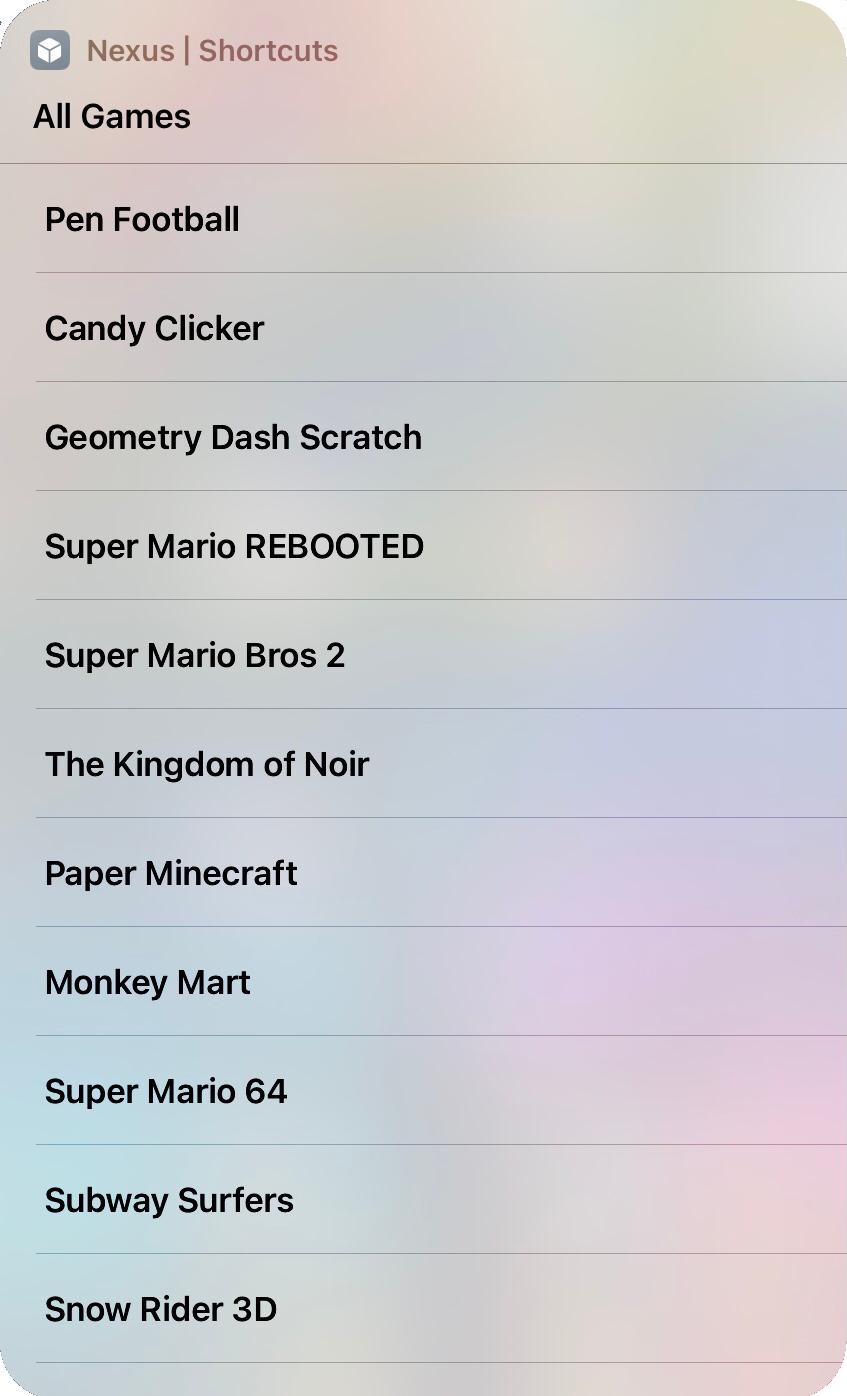 Nexus | Shortcuts
All Games
Pen Football
Candy Clicker
Geometry Dash Scratch
Super Mario REBOOTED
Super Mario Bros 2
The Kingdom of Noir
Paper Minecraft
Monkey Mart
Super Mario 64
Subway Surfers
Snow Rider 3D